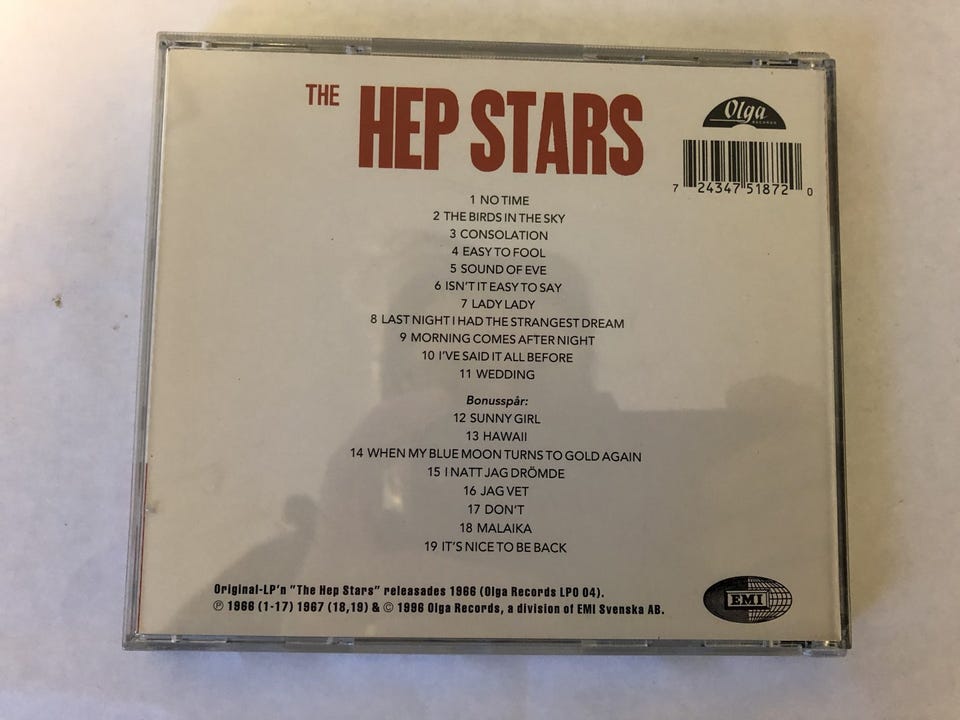 THE HEP STARS
Olga
RECORDS
7 24347 51872 0
1 NO TIME
2 THE BIRDS IN THE SKY
3 CONSOLATION
4 EASY TO FOOL
5 SOUND OF EVE
6 ISN'T IT EASY TO SAY
7 LADY LADY
8 LAST NIGHT I HAD THE STRANGEST DREAM
9 MORNING COMES AFTER NIGHT
10 I'VE SAID IT ALL BEFORE
11 WEDDING
Bonusspår:
12 SUNNY GIRL
13 HAWAII
14 WHEN MY BLUE MOON TURNS TO GOLD AGAIN
15 I NATT JAG DRÖMDE
16 JAG VET
17 DON'T
18 MALAIKA
19 IT'S NICE TO BE BACK
Original-LP'n "The Hep Stars" releasades 1966 (Olga Records LPO 04).
℗ 1966 (1-17) 1967 (18,19) & © 1996 Olga Records, a division of EMI Svenska AB.
EMI